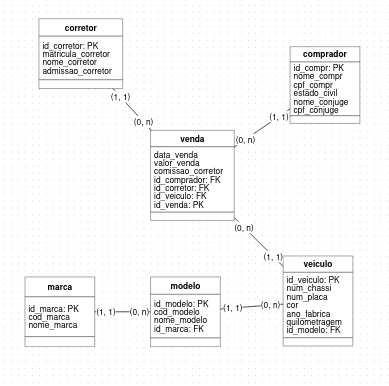 corretor
id_corretor: PK
matricula_corretor
nome_corretor
admissao_corretor
(1, 1)
(0, n)
comprador
id_compr: PK
nome_compr
cpf_compr
estado_civil
nome_conjuge
cpf_conjuge
(1, 1)
(0, n)
venda
data_venda
valor_venda
comissao_corretor
id_comprador: FK
id_corretor: FK
id_veiculo: FK
id_venda: PK
(0, n)
(1, 1)
veiculo
id_veiculo: PK
num_chassi
num_placa
cor
ano_fabrica
quilometragem
id_modelo: FK
marca
id_marca: PK
cod_marca
nome_marca
(1, 1)
(0, n)
modelo
id_modelo: PK
cod_modelo
nome_modelo
id_marca: FK
(1, 1)
(0, n)